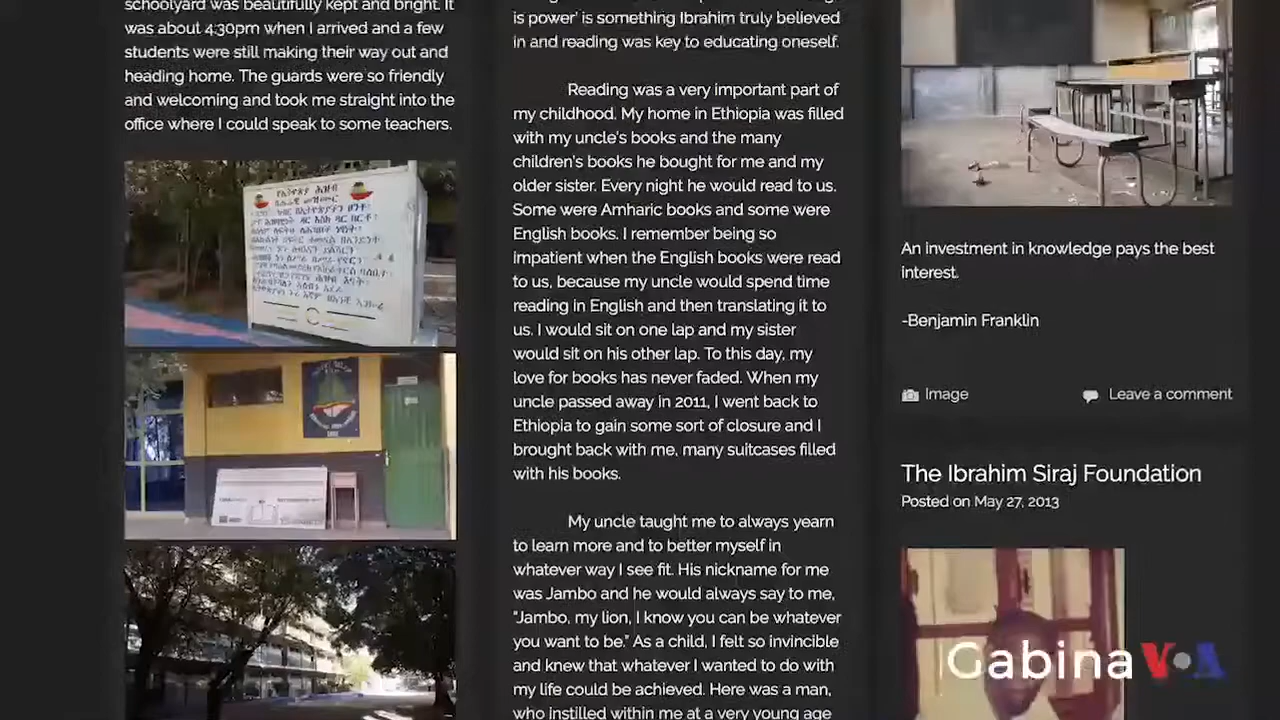 schoolyard was beautifully kept and bright. It
was about 4:30pm when I arrived and a few
students were still making their way out and
heading home. The guards were so friendly
and welcoming and took me straight into the
office where I could speak to some teachers.
የኢትዮጵያ ሕዝብ
ብሔራዊ መዝሙር
is power' is something Ibrahim truly believed
in and reading was key to educating oneself.
Reading was a very important part of
my childhood. My home in Ethiopia was filled
with my uncle's books and the many
children's books he bought for me and my
older sister. Every night he would read to us.
Some were Amharic books and some were
English books. I remember being so
impatient when the English books were read
to us, because my uncle would spend time
reading in English and then translating it to
us. I would sit on one lap and my sister
would sit on his other lap. To this day, my
love for books has never faded. When my
uncle passed away in 2011, I went back to
Ethiopia to gain some sort of closure and I
brought back with me, many suitcases filled
with his books.
My uncle taught me to always yearn
to learn more and to better myself in
whatever way I see fit. His nickname for me
was Jambo and he would always say to me,
"Jambo, my lion, I know you can be whatever
you want to be." As a child, I felt so invincible
and knew that whatever I wanted to do with
my life could be achieved. Here was a man,
who instilled within me at a very young age
An investment in knowledge pays the best
interest.
-Benjamin Franklin
Image
Leave a comment
The Ibrahim Siraj Foundation
Posted on May 27, 2013
Gabina VOA